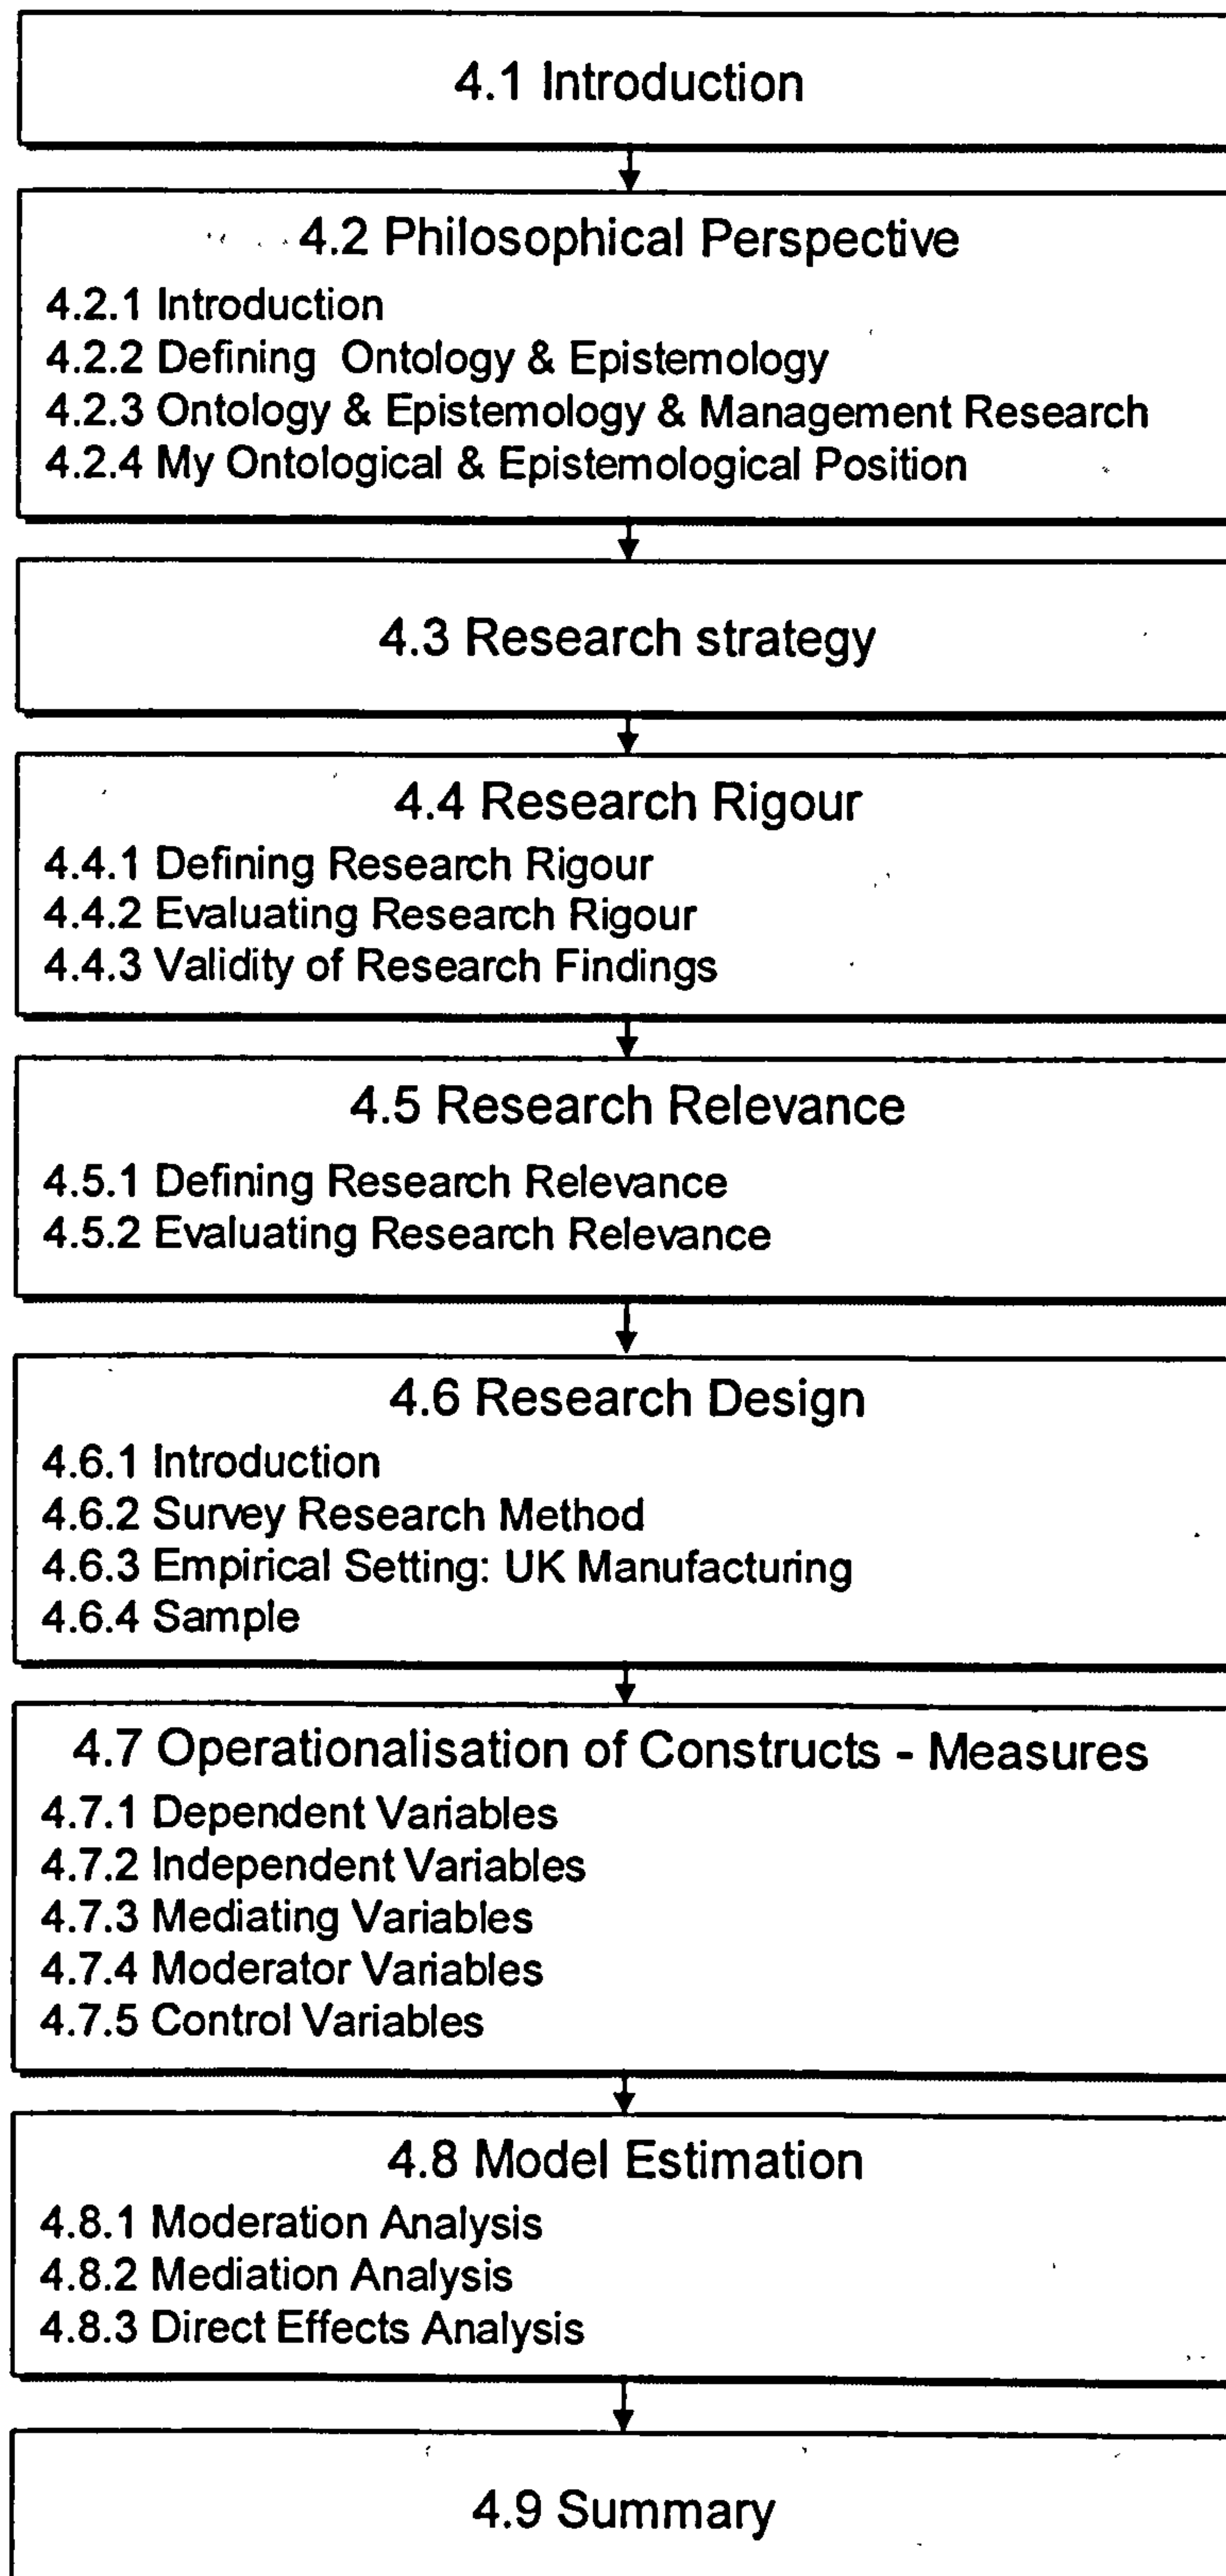 4.1 Introduction
4.2 Philosophical Perspective
4.2.1 Introduction
4.2.2 Defining Ontology & Epistemology
4.2.3 Ontology & Epistemology & Management Research
4.2.4 My Ontological & Epistemological Position
4.3 Research strategy
4.4 Research Rigour
4.4.1 Defining Research Rigour
4.4.2 Evaluating Research Rigour
4.4.3 Validity of Research Findings
4.5 Research Relevance
4.5.1 Defining Research Relevance
4.5.2 Evaluating Research Relevance
4.6 Research Design
4.6.1 Introduction
4.6.2 Survey Research Method
4.6.3 Empirical Setting: UK Manufacturing
4.6.4 Sample
4.7 Operationalisation of Constructs - Measures
4.7.1 Dependent Variables
4.7.2 Independent Variables
4.7.3 Mediating Variables
4.7.4 Moderator Variables
4.7.5 Control Variables
4.8 Model Estimation
4.8.1 Moderation Analysis
4.8.2 Mediation Analysis
4.8.3 Direct Effects Analysis
4.9 Summary